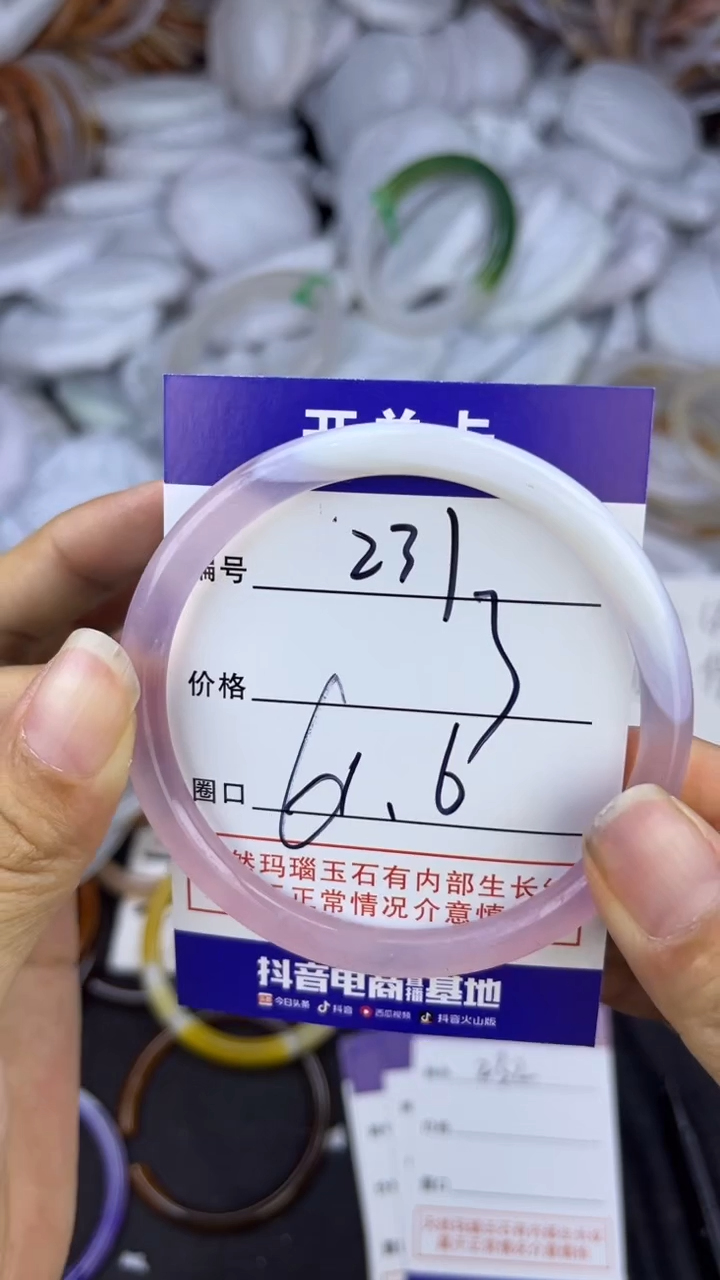 开单卡
编号 231
价格
圈口 61.6
然玛瑙玉石有内部生长
正常情况介意慎
抖音电商直播基地
今日头条 抖音 西瓜视频 抖音火山版